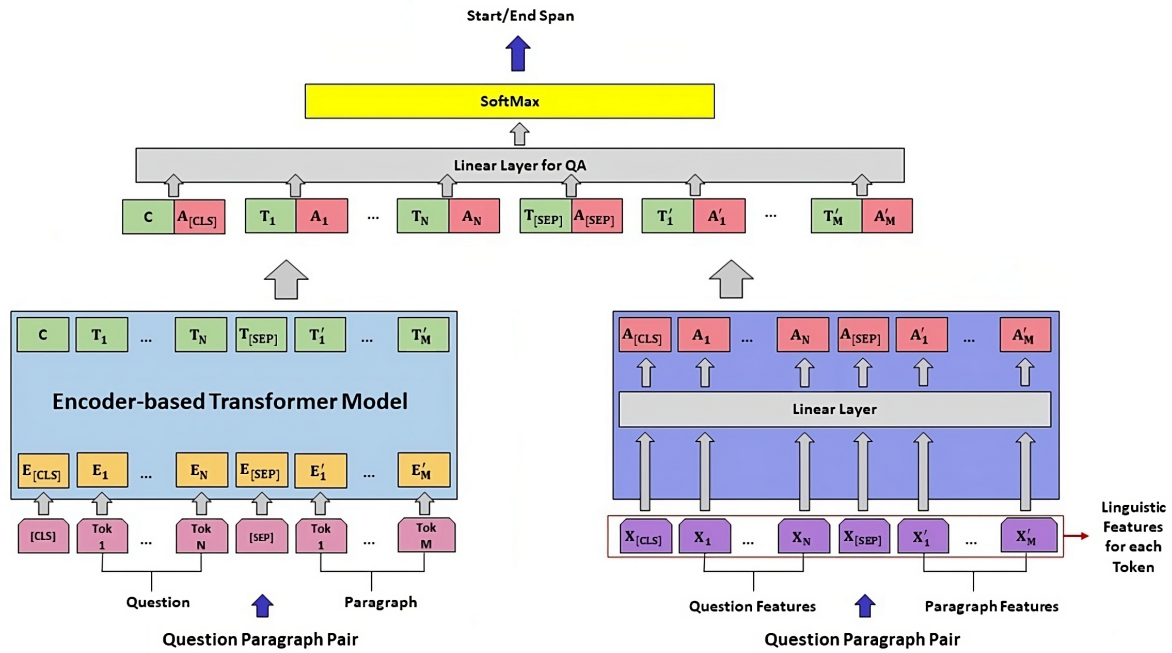 Start/End Span
SoftMax
Linear Layer for QA
C A[CLS] T1 A1 ... TN AN T[SEP] A[SEP] T′1 A′1 ... T′M A′M
C T1 ... TN T[SEP] T′1 ... T′M
A[CLS] A1 ... AN A[SEP] A′1 ... A′M
Encoder-based Transformer Model
Linear Layer
E[CLS] E1 ... EN E[SEP] E′1 ... E′M
[CLS] Tok 1 ... Tok N [SEP] Tok 1 ... Tok M
X[CLS] X1 ... XN X[SEP] X′1 ... X′M
Linguistic
Features
for each
Token
Question
Paragraph
Question Features
Paragraph Features
Question Paragraph Pair
Question Paragraph Pair